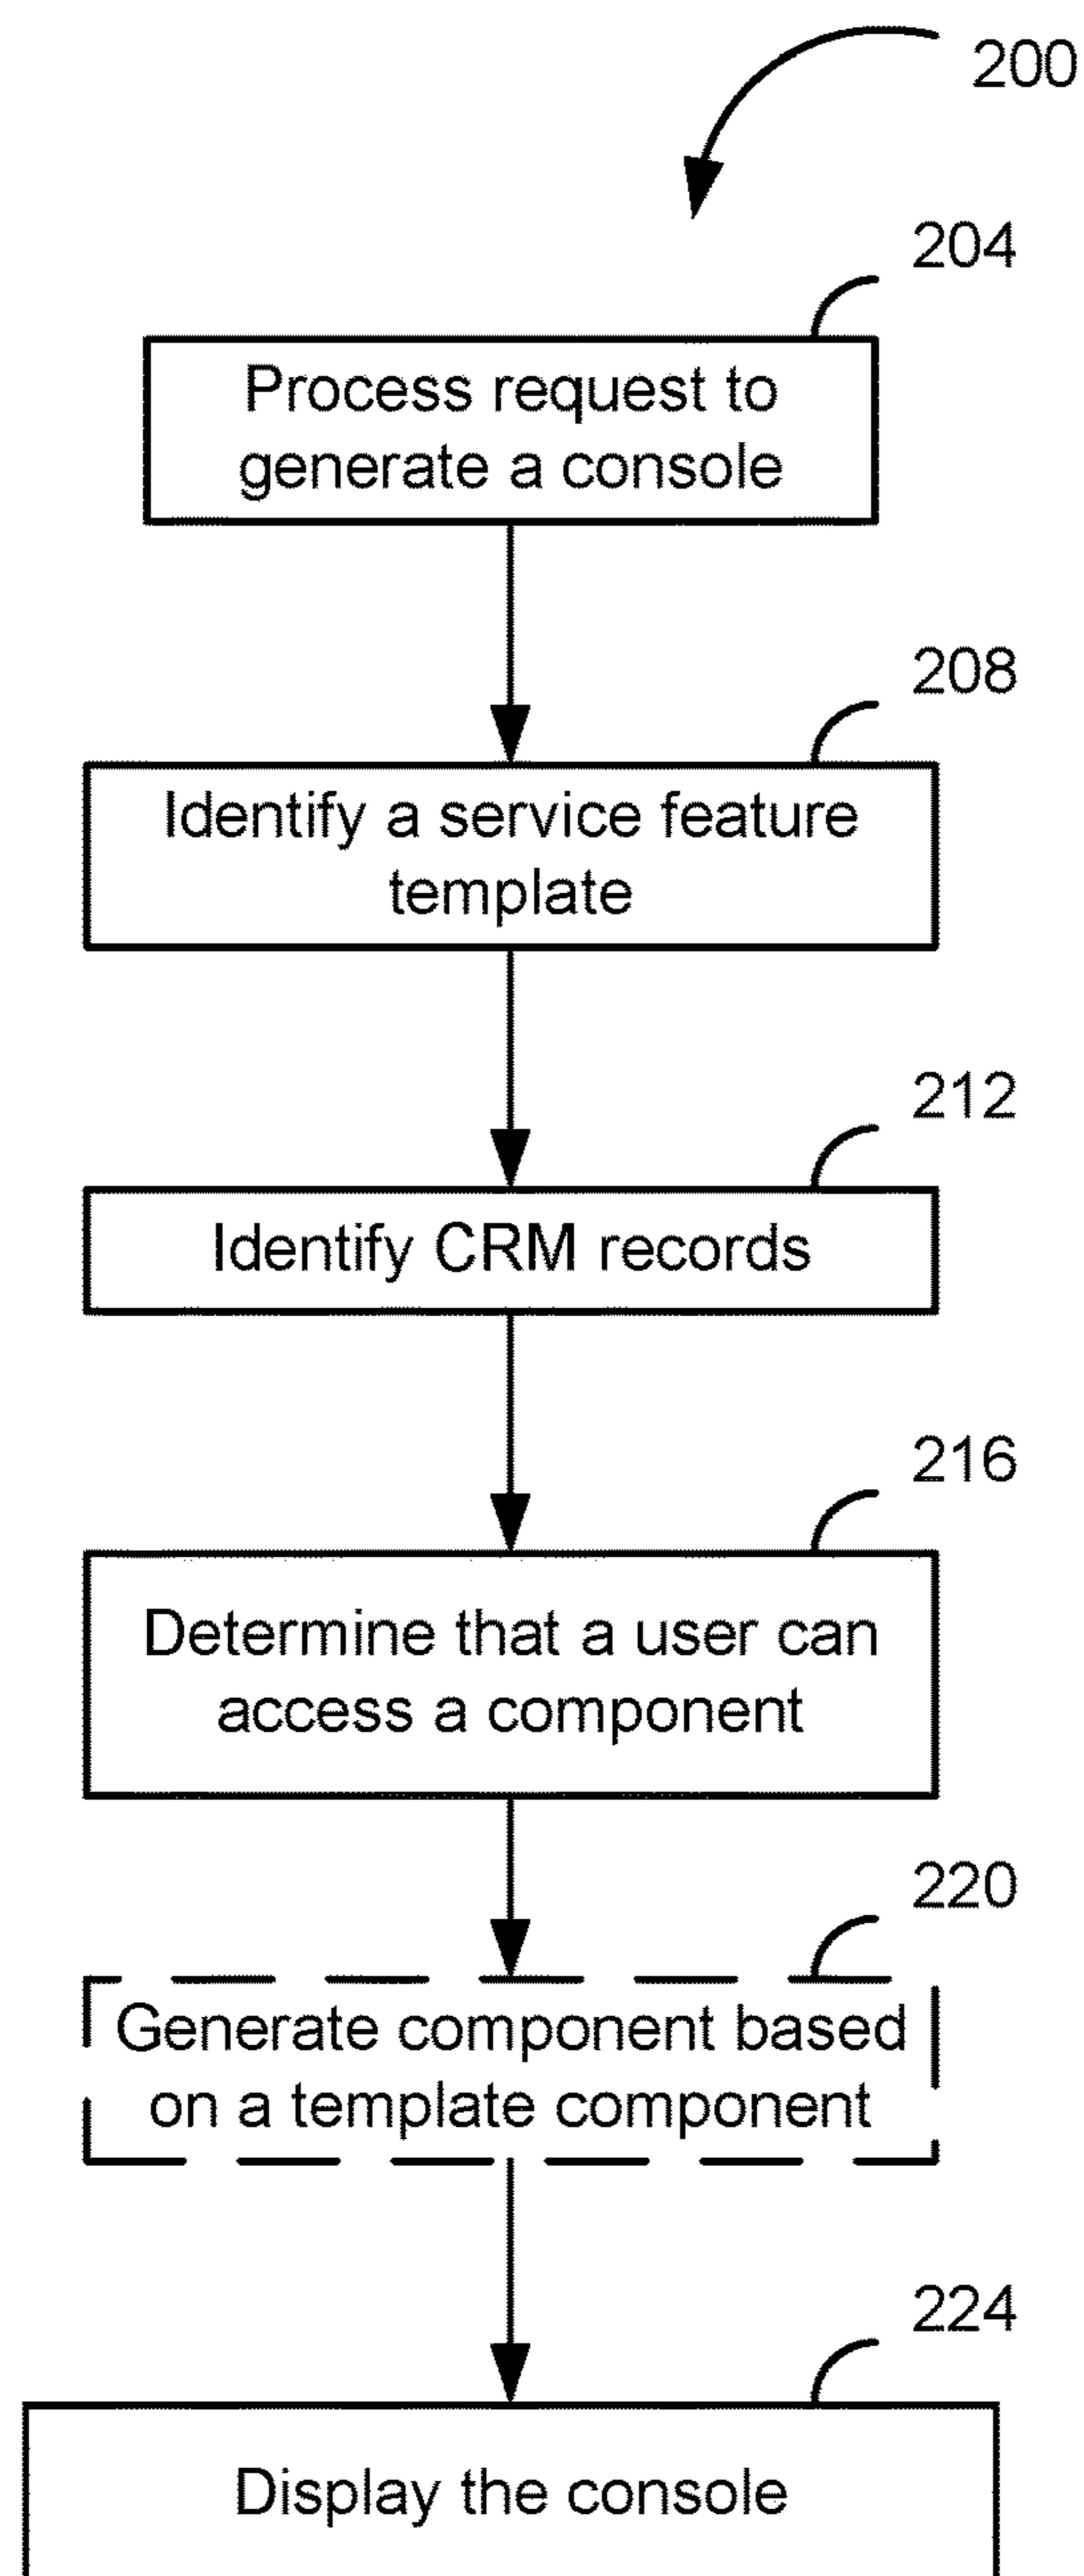 200
204
Process request to
generate a console
208
Identify a service feature
template
212
Identify CRM records
216
Determine that a user can
access a component
220
Generate component based
on a template component
224
Display the console